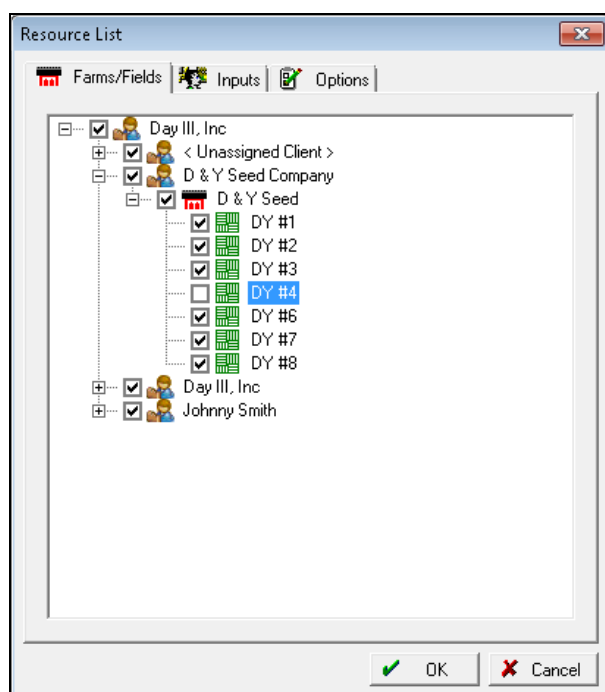 Resource List
Farms/Fields Inputs Options
Day III, Inc
< Unassigned Client >
D & Y Seed Company
D & Y Seed
DY #1
DY #2
DY #3
DY #4
DY #6
DY #7
DY #8
Day III, Inc
Johnny Smith
OK Cancel